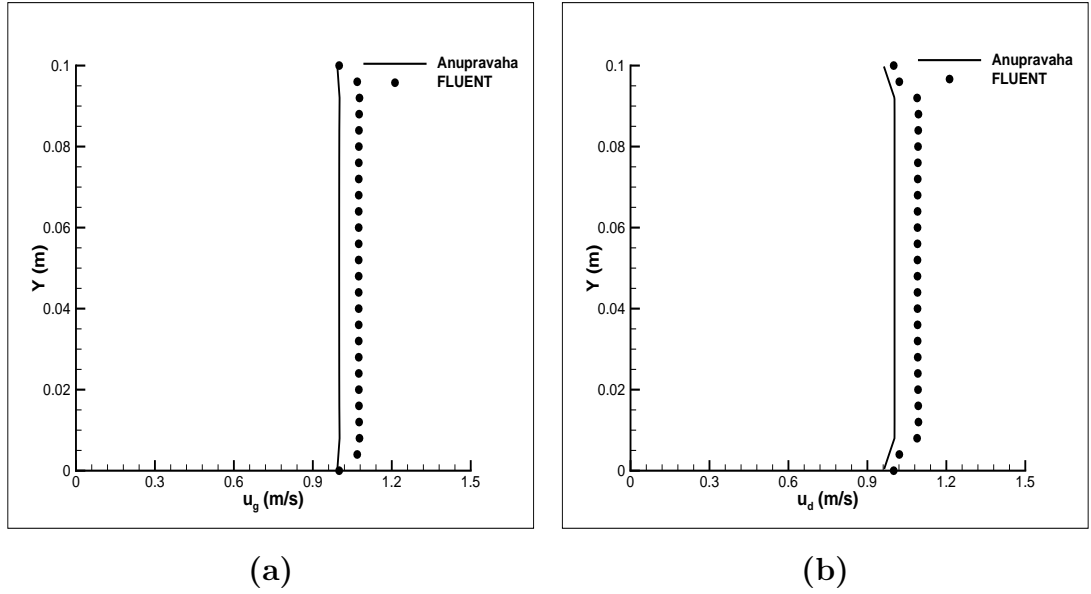 Anupravaha
FLUENT
0.1
0.08
0.06
0.04
0.02
0
Y (m)
0 0.3 0.6 0.9 1.2 1.5
u_g (m/s)
(a)
Anupravaha
FLUENT
0.1
0.08
0.06
0.04
0.02
0
Y (m)
0 0.3 0.6 0.9 1.2 1.5
u_d (m/s)
(b)